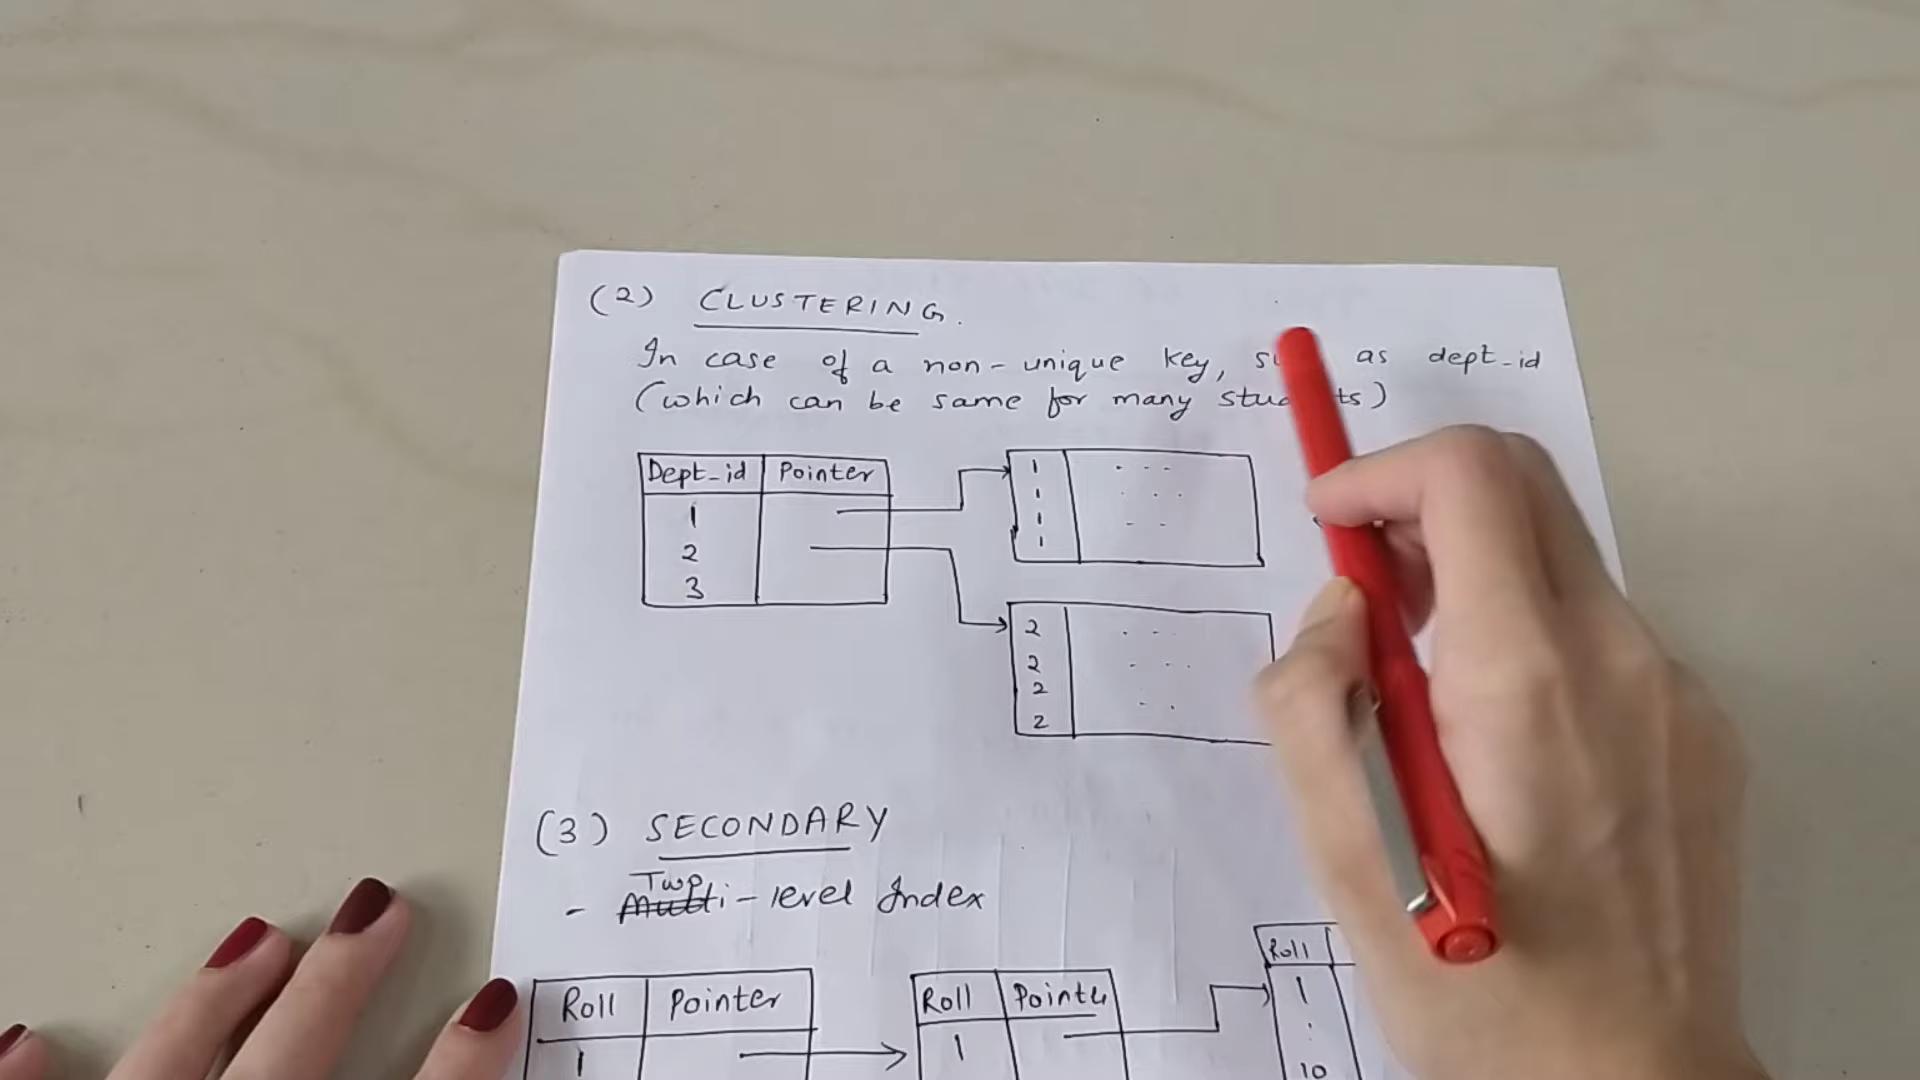 (2) CLUSTERING.
In case of a non-unique key, as dept_id
(which can be same for many
Dept_id Pointer
1
2
3
1
1
1
1
2
2
2
2
(3) SECONDARY
Two
- Multi-level Index
Roll Pointer
1
Roll Pointer
1
Roll
1
10